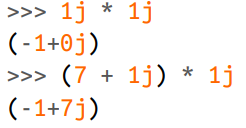 >>> 1j * 1j
(-1+0j)
>>> (7 + 1j) * 1j
(-1+7j)